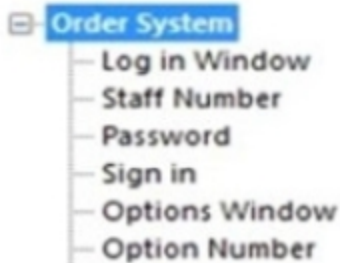 Order System
Log in Window
Staff Number
Password
Sign in
Options Window
Option Number